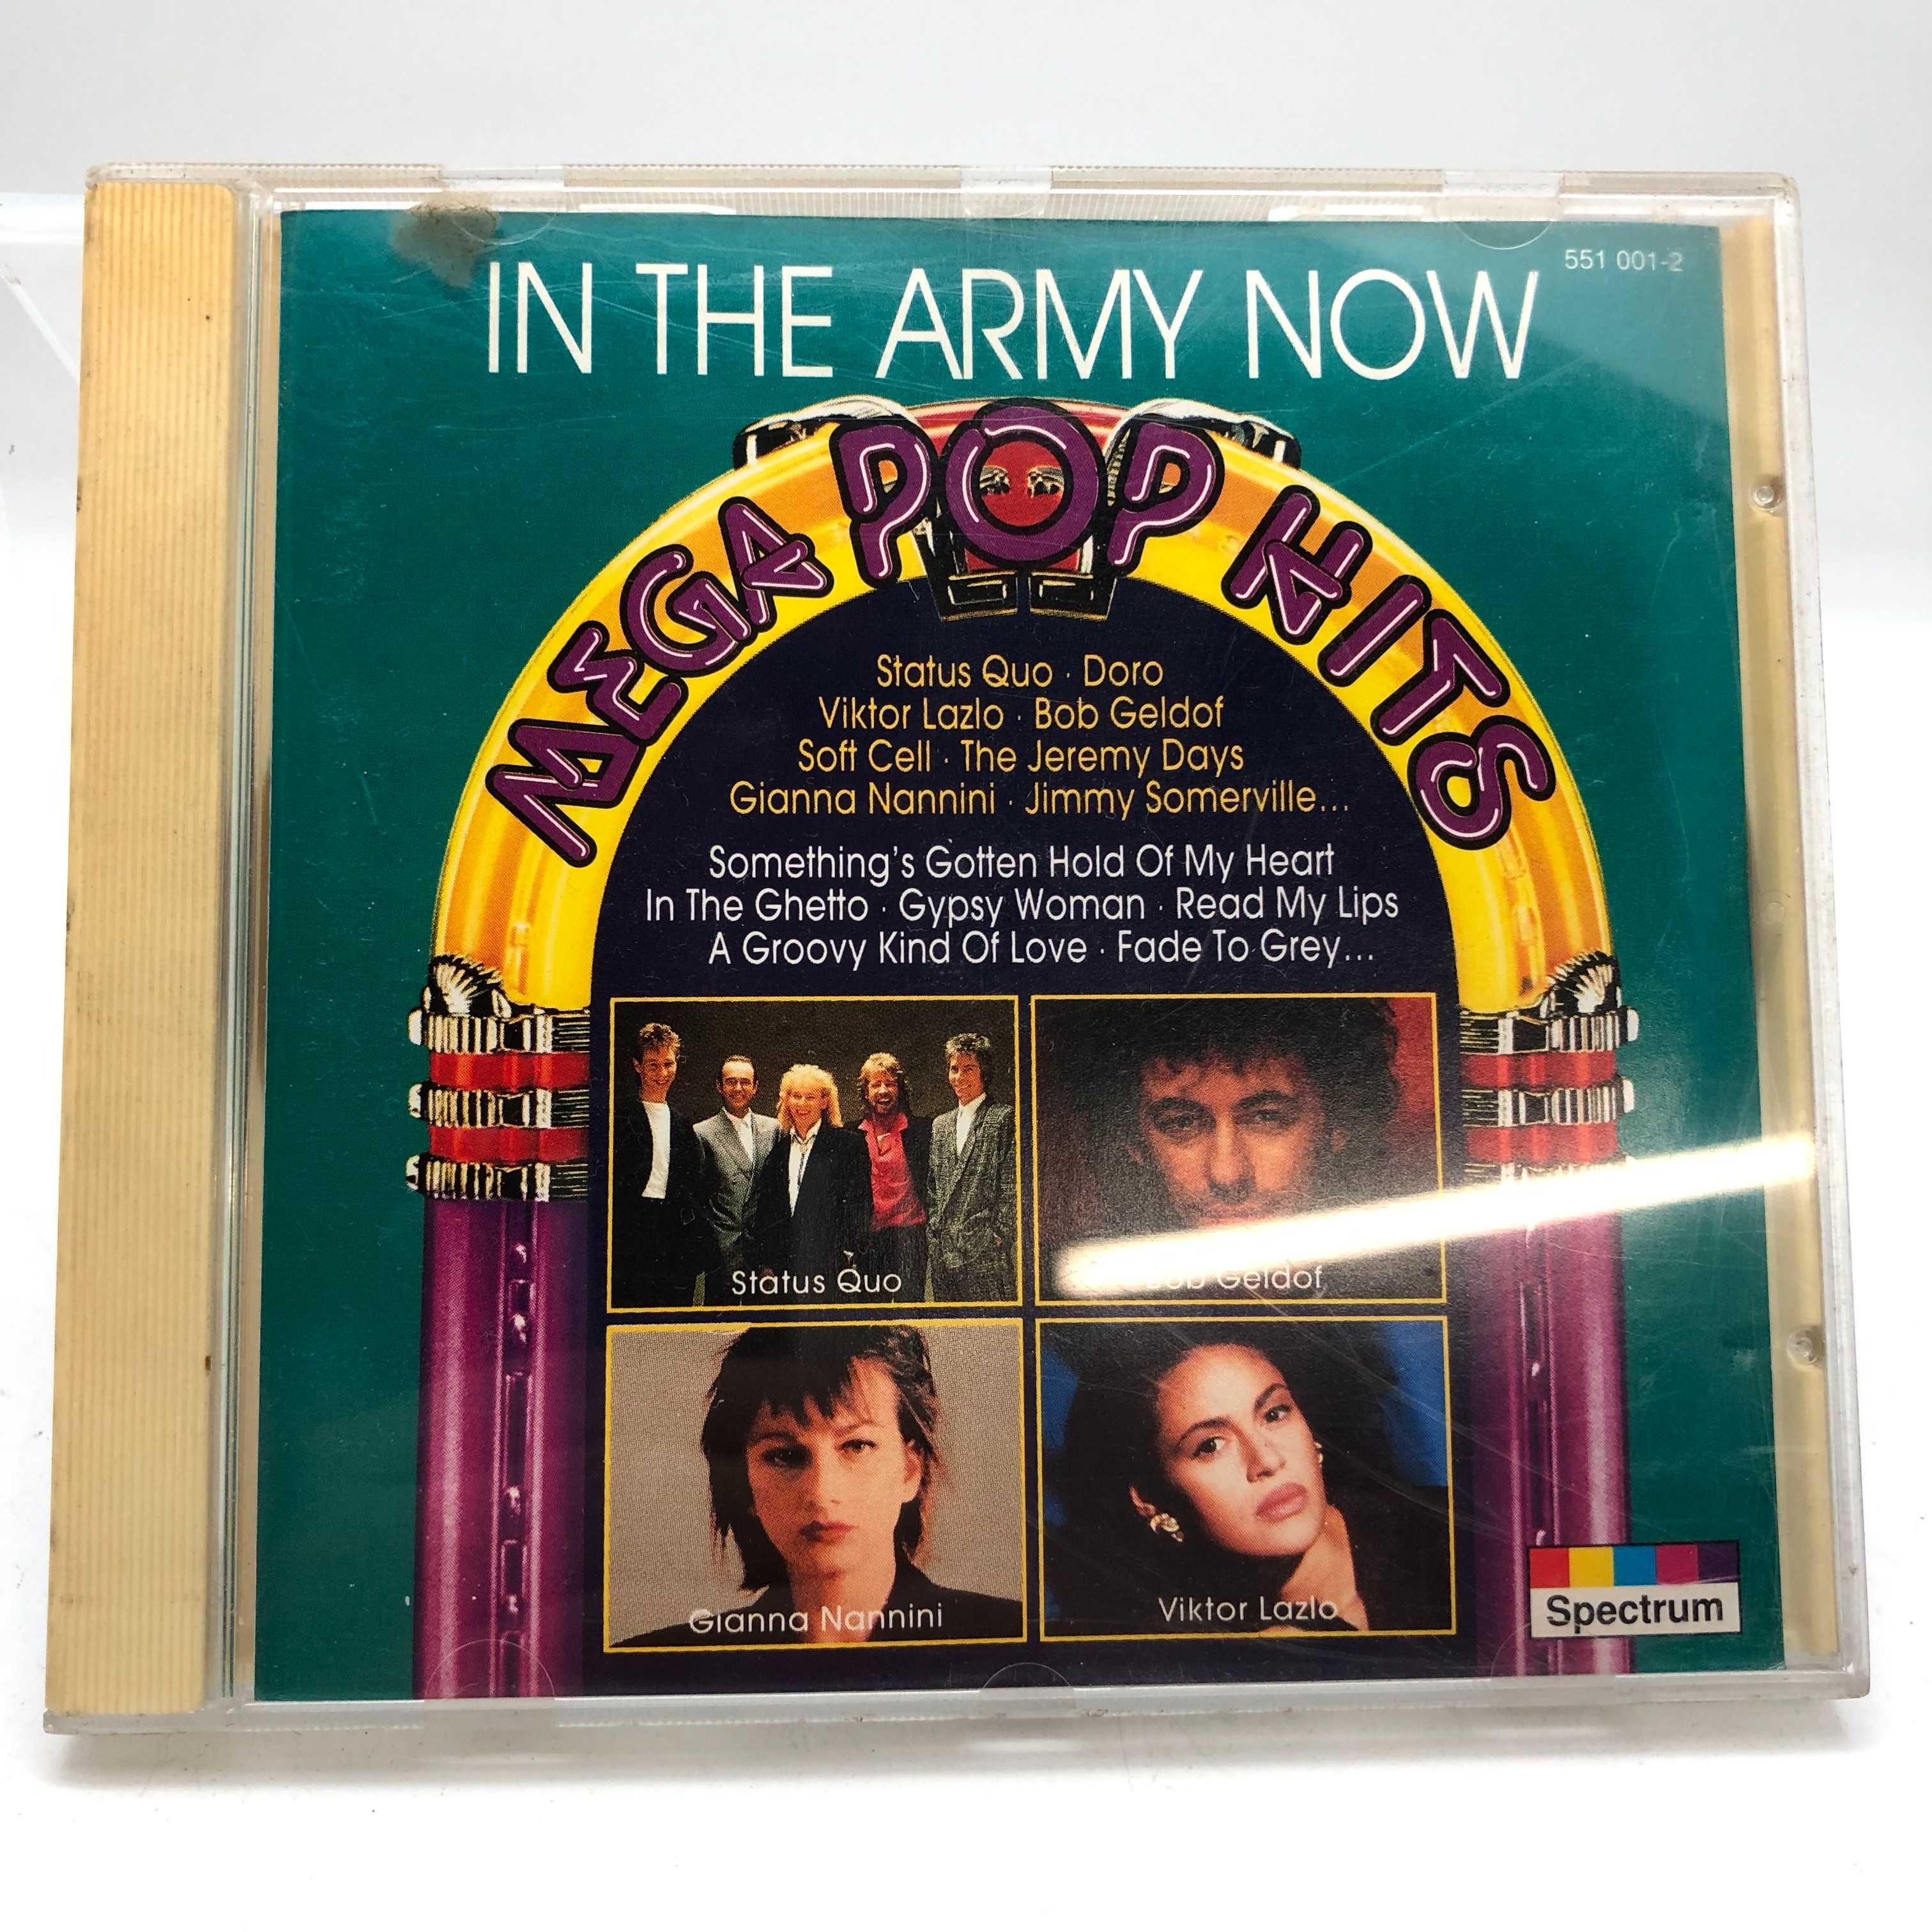 551 001-2
IN THE ARMY NOW
MEGA POP HITS
Status Quo · Doro
Viktor Lazlo · Bob Geldof
Soft Cell · The Jeremy Days
Gianna Nannini · Jimmy Somerville...
Something's Gotten Hold Of My Heart
In The Ghetto · Gypsy Woman · Read My Lips
A Groovy Kind Of Love · Fade To Grey...
Status Quo
Bob Geldof
Gianna Nannini
Viktor Lazlo
Spectrum